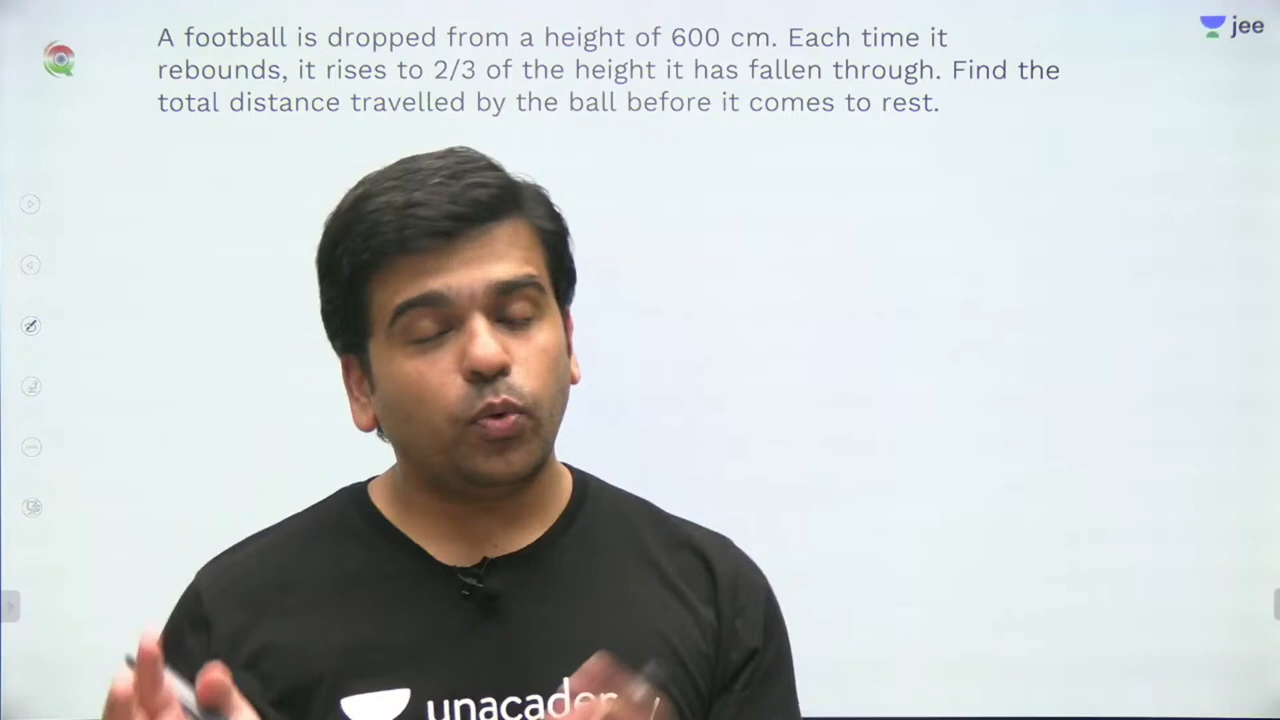 A football is dropped from a height of 600 cm. Each time it
rebounds, it rises to 2/3 of the height it has fallen through. Find the
total distance travelled by the ball before it comes to rest.
jee